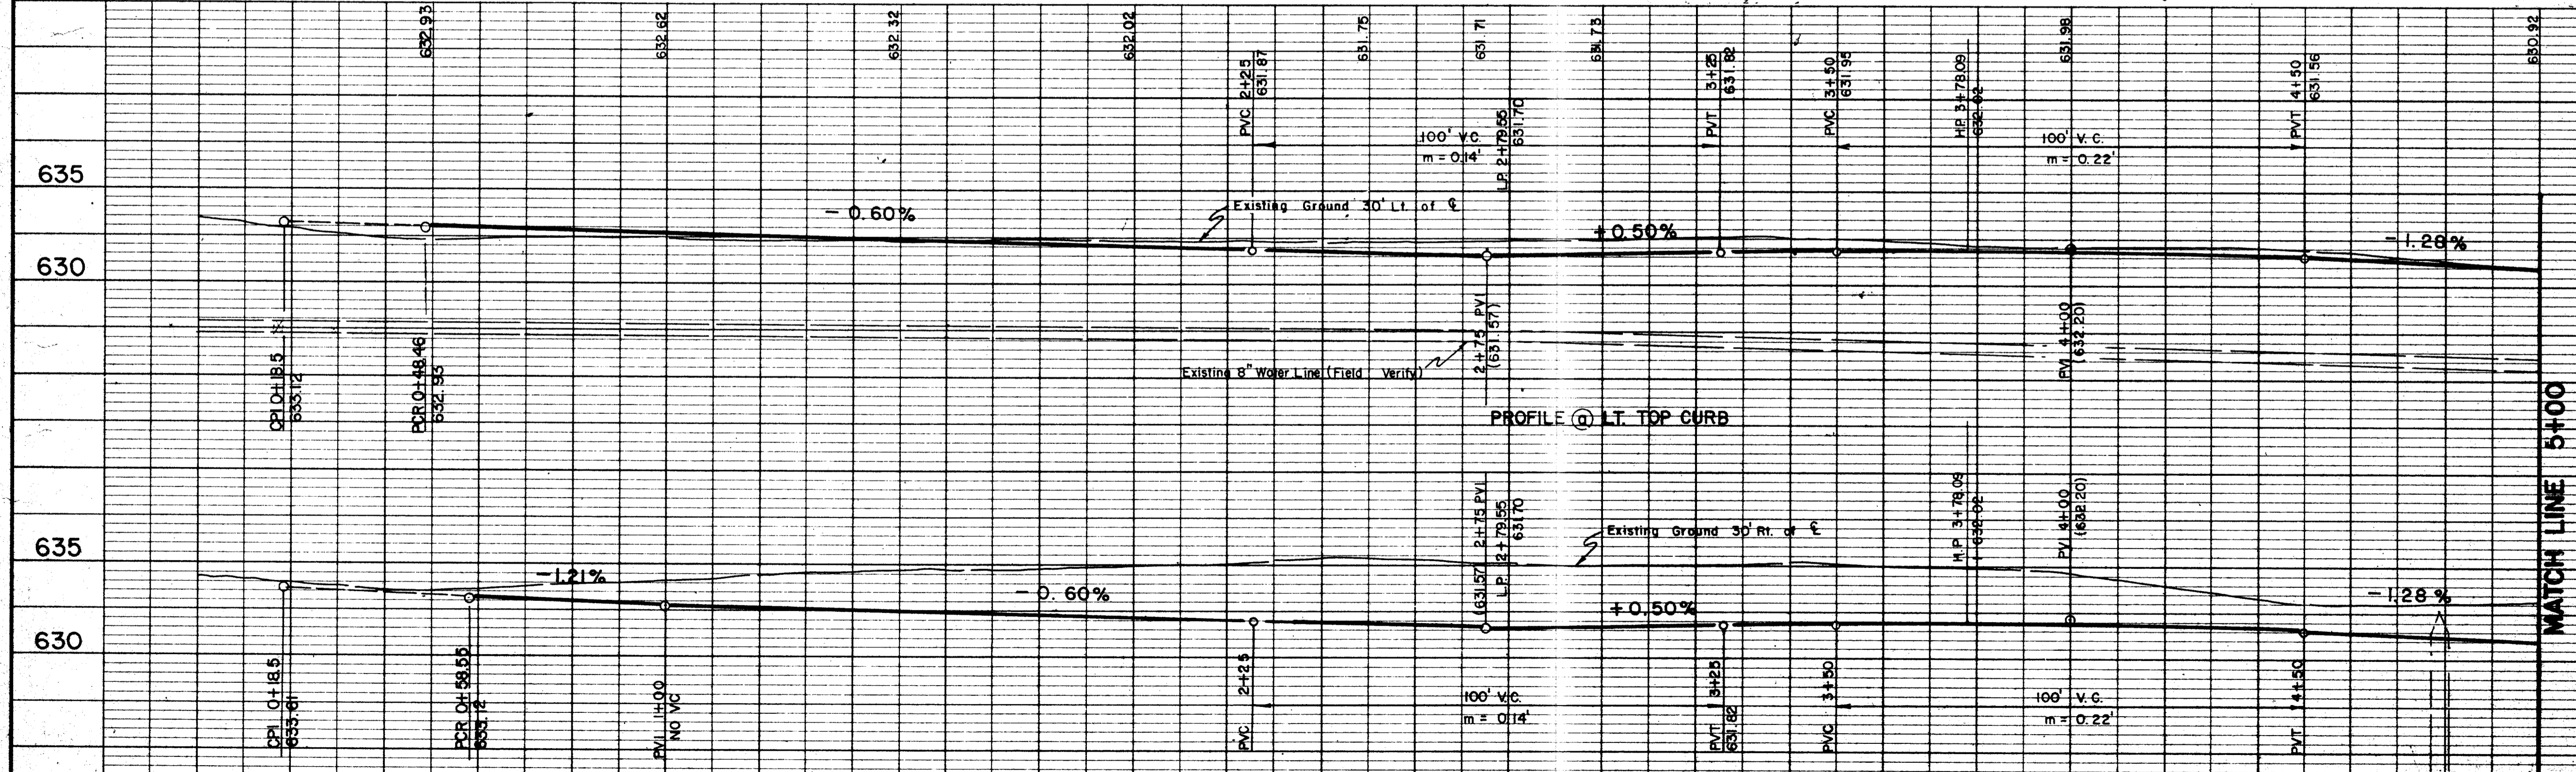 632.93
632.62
632.32
632.02
631.75
631.71
631.73
631.98
630.92
PVC 2+25
631.87
LP. 2+79.55
631.70
PVT 3+25
631.82
PVC 3+50
631.95
H.P. 3+78.09
632.02
PVT 4+50
631.56
100' V.C.
m = 0.14'
100' V.C.
m = 0.22'
635
630
- 0.60%
Existing Ground 30' Lt. of ℄
+ 0.50%
- 1.28%
CPI 0+18.5
633.12
PCR 0+48.46
632.93
2+75 PVI
(631.57)
PVI 4+00
(632.20)
Existing 8" Water Line (Field Verify)
PROFILE @ LT. TOP CURB
MATCH LINE 5+00
635
630
(631.57) 2+75 PVI
L.P. 2+79.55
631.70
H.P. 3+78.09
632.02
PVI 4+00
(632.20)
Existing Ground 30' Rt. of ℄
-1.21%
- 0.60%
+0.50%
-1.28%
CPI 0+18.5
633.61
PCR 0+58.55
633.12
PVI 1+00
NO VC
PVC 2+25
100' V.C.
m = 0.14'
PVT 3+25
631.82
PVC 3+50
100' V.C.
m = 0.22'
PVT 4+50